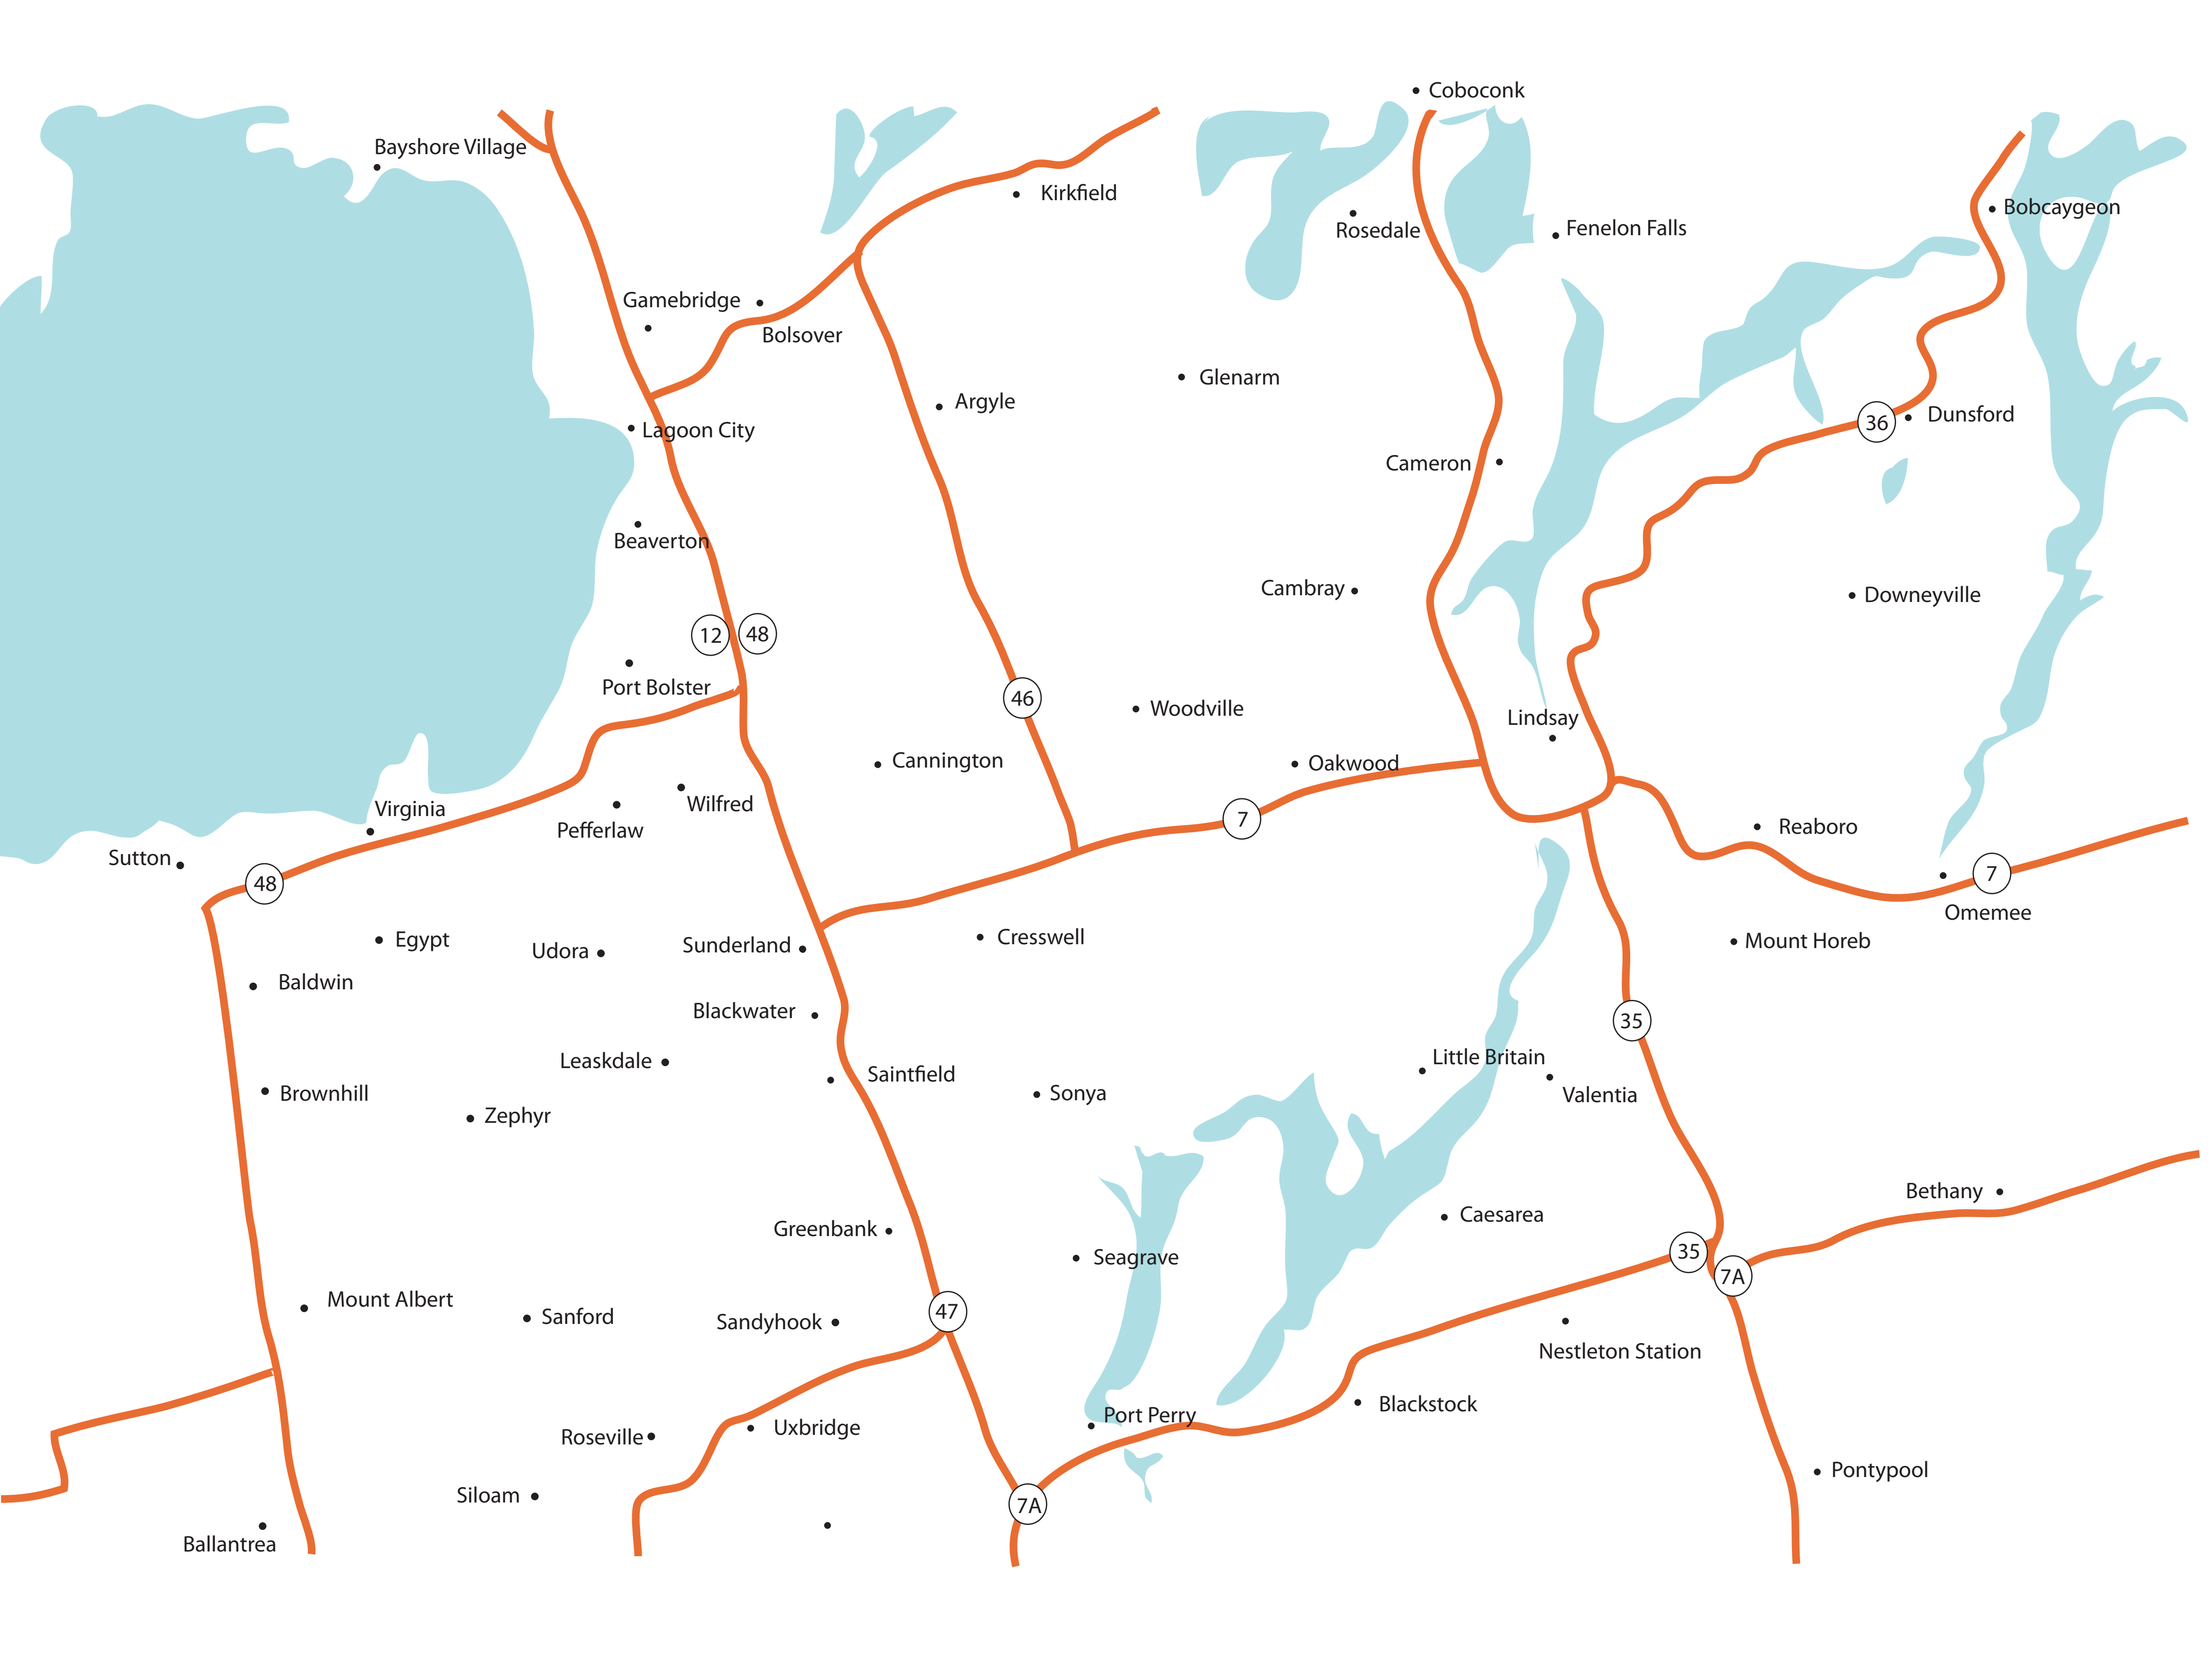 Coboconk
Bayshore Village
Kirkfield
Bobcaygeon
Rosedale
Fenelon Falls
Gamebridge
Bolsover
Glenarm
Argyle
Dunsford
36
Lagoon City
Cameron
Beaverton
Cambray
Downeyville
12
48
Port Bolster
46
Woodville
Lindsay
Cannington
Oakwood
Virginia
Wilfred
Pefferlaw
7
Reaboro
Sutton
48
7
Omemee
Egypt
Udora
Sunderland
Cresswell
Mount Horeb
Baldwin
Blackwater
35
Leaskdale
Saintfield
Little Britain
Brownhill
Zephyr
Sonya
Valentia
Bethany
Greenbank
Caesarea
Seagrave
35
7A
Mount Albert
Sanford
Sandyhook
47
Nestleton Station
Blackstock
Port Perry
Roseville
Uxbridge
Pontypool
Siloam
7A
Ballantrea